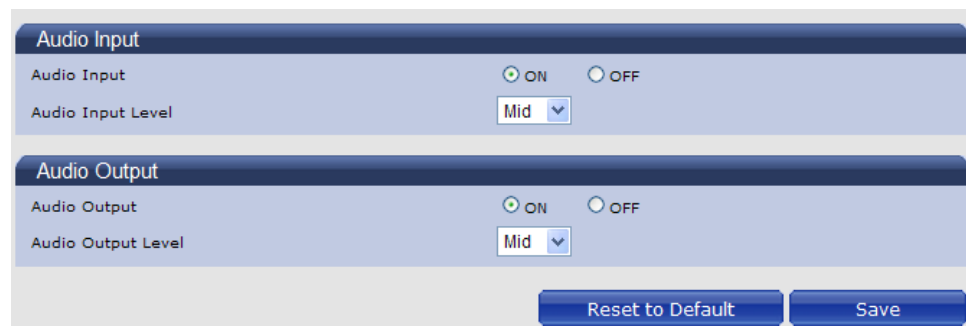 Audio Input
Audio Input ON OFF
Audio Input Level Mid
Audio Output
Audio Output ON OFF
Audio Output Level Mid
Reset to Default Save